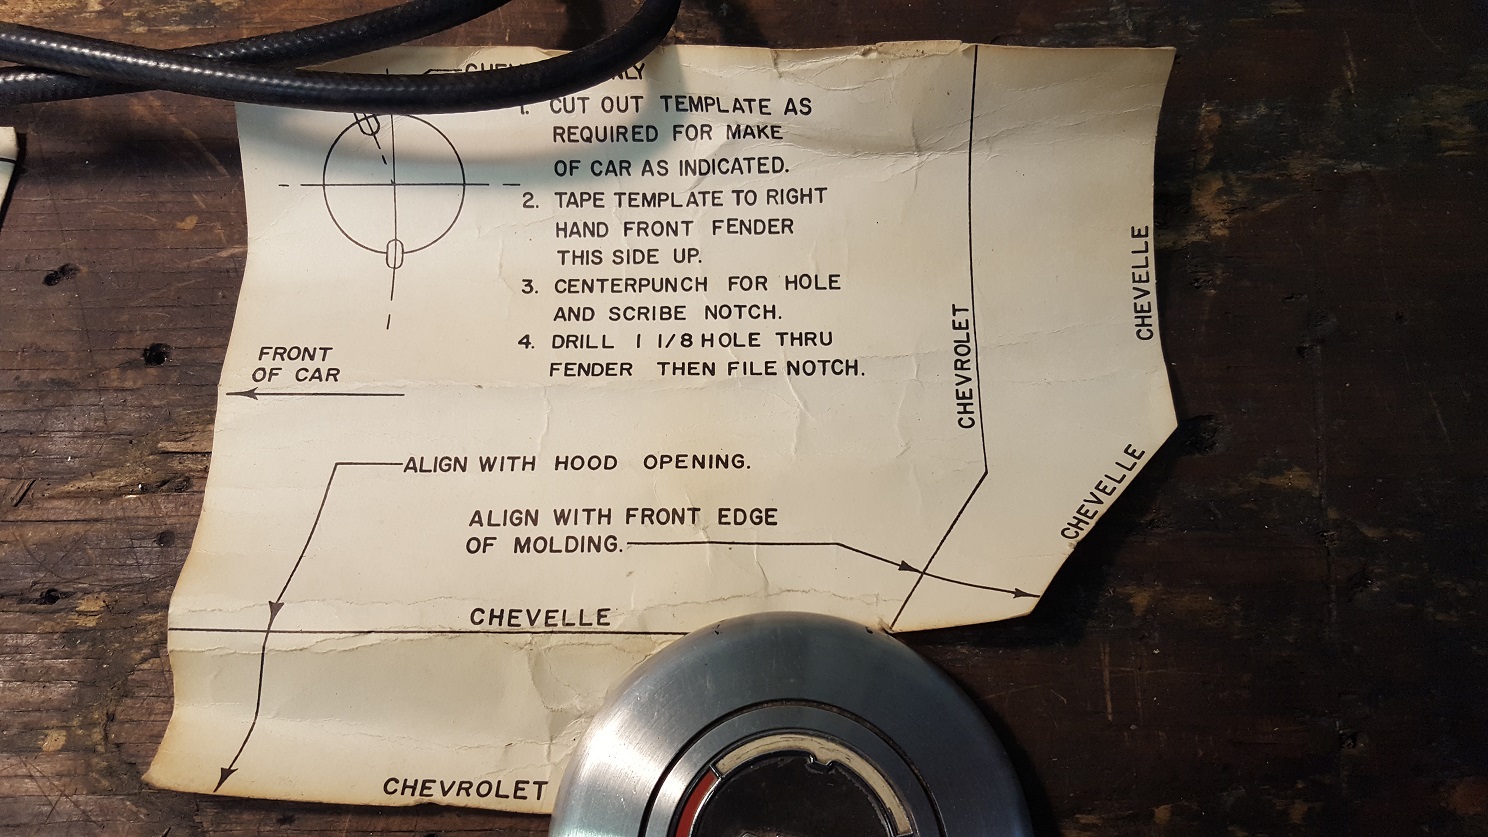 1. CUT OUT TEMPLATE AS
REQUIRED FOR MAKE
OF CAR AS INDICATED.
2. TAPE TEMPLATE TO RIGHT
HAND FRONT FENDER
THIS SIDE UP.
3. CENTERPUNCH FOR HOLE
AND SCRIBE NOTCH.
4. DRILL 1 1/8 HOLE THRU
FENDER THEN FILE NOTCH.
FRONT
OF CAR
ALIGN WITH HOOD OPENING.
ALIGN WITH FRONT EDGE
OF MOLDING.
CHEVELLE
CHEVROLET
CHEVROLET
CHEVELLE
CHEVELLE